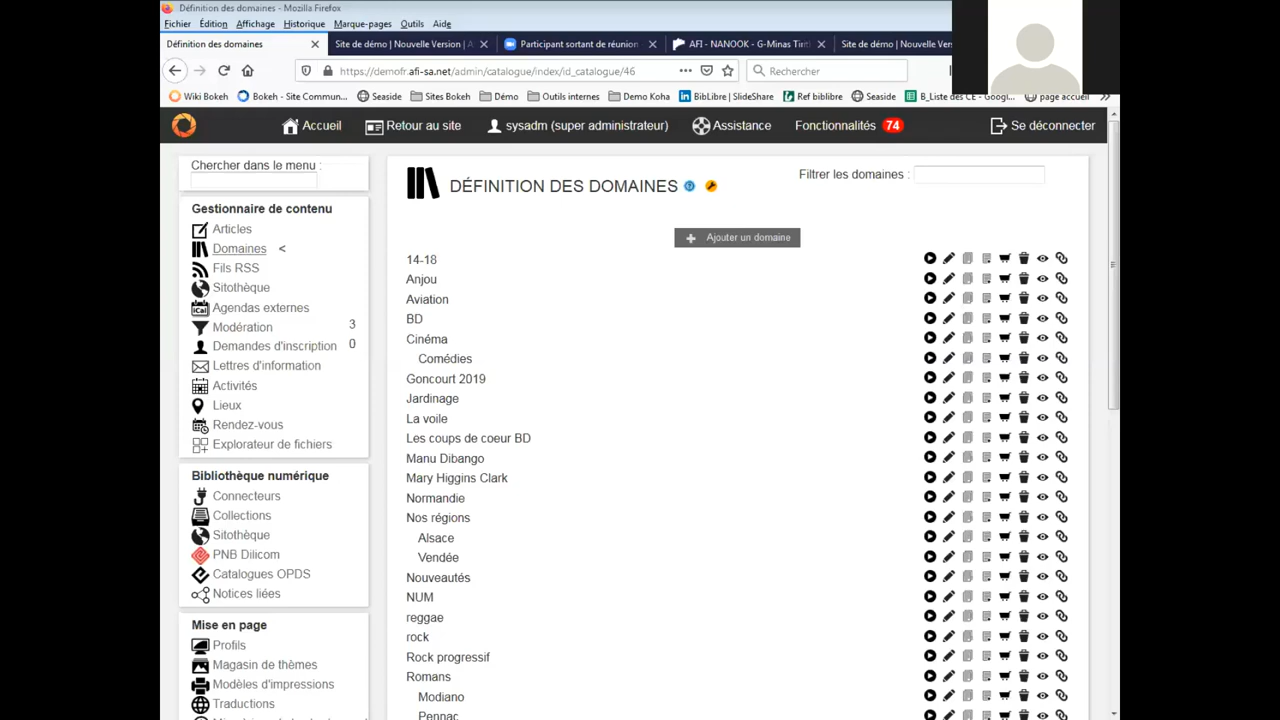 Définition des domaines - Mozilla Firefox
Fichier Édition Affichage Historique Marque-pages Outils Aide
Définition des domaines
Site de démo | Nouvelle Version | A
Participant sortant de réunion
AFI - NANOOK - G-Minas Tirit
Site de démo | Nouvelle Vers
https://demofr.afi-sa.net/admin/catalogue/index/id_catalogue/46
Rechercher
Wiki Bokeh
Bokeh - Site Commun...
Seaside
Sites Bokeh
Démo
Outils internes
Demo Koha
BibLibre | SlideShare
Ref biblibre
Seaside
B_Liste des CE - Googl...
page accueil
Accueil
Retour au site
sysadm (super administrateur)
Assistance
Fonctionnalités 74
Se déconnecter
Chercher dans le menu :
Gestionnaire de contenu
Articles
Domaines <
Fils RSS
Sitothèque
Agendas externes
Modération 3
Demandes d'inscription 0
Lettres d'information
Activités
Lieux
Rendez-vous
Explorateur de fichiers
Bibliothèque numérique
Connecteurs
Collections
Sitothèque
PNB Dilicom
Catalogues OPDS
Notices liées
Mise en page
Profils
Magasin de thèmes
Modèles d'impressions
Traductions
DÉFINITION DES DOMAINES
Filtrer les domaines :
Ajouter un domaine
14-18
Anjou
Aviation
BD
Cinéma
Comédies
Goncourt 2019
Jardinage
La voile
Les coups de coeur BD
Manu Dibango
Mary Higgins Clark
Normandie
Nos régions
Alsace
Vendée
Nouveautés
NUM
reggae
rock
Rock progressif
Romans
Modiano
Pennac